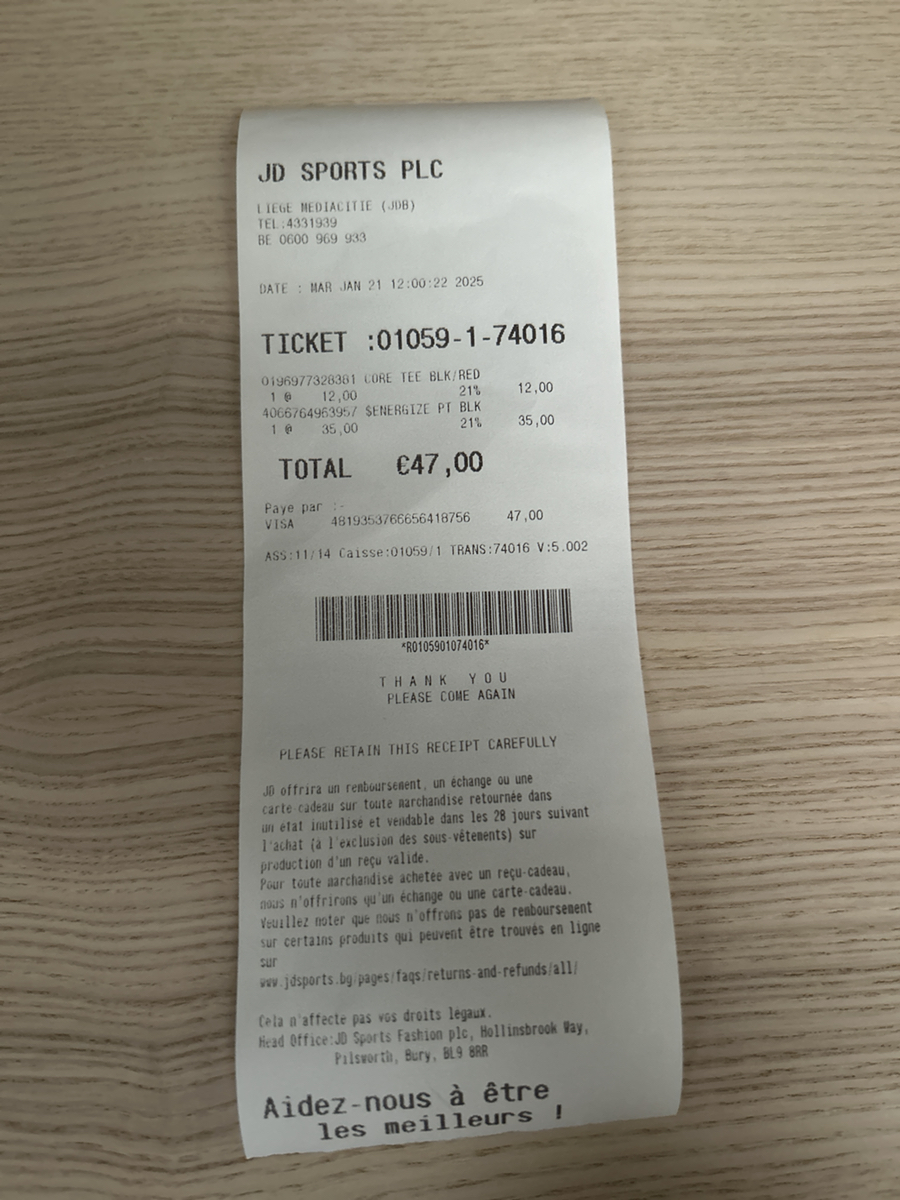 JD SPORTS PLC
LIEGE MEDIACITIE (JDB)
TEL:4331939
BE 0600 969 933
DATE : MAR JAN 21 12:00:22 2025
TICKET :01059-1-74016
0196977328381 CORE TEE BLK/RED
1 @ 12,00 21% 12,00
4066764963957 $ENERGIZE PT BLK
1 @ 35,00 21% 35,00
TOTAL €47,00
Paye par :-
VISA 4819353766656418756 47,00
ASS:11/14 Caisse:01059/1 TRANS:74016 V:5.002
*R0105901074016*
THANK YOU
PLEASE COME AGAIN
PLEASE RETAIN THIS RECEIPT CAREFULLY
JD offrira un remboursement, un échange ou une
carte-cadeau sur toute marchandise retournée dans
un état inutilisé et vendable dans les 28 jours suivant
l'achat (à l'exclusion des sous-vêtements) sur
production d'un reçu valide.
Pour toute marchandise achetée avec un reçu-cadeau,
nous n'offrirons qu'un échange ou une carte-cadeau.
Veuillez noter que nous n'offrons pas de remboursement
sur certains produits qui peuvent être trouvés en ligne
sur
www.jdsports.bg/pages/faqs/returns-and-refunds/all/
Cela n'affecte pas vos droits légaux.
Head Office:JD Sports Fashion plc, Hollinsbrook Way,
Pilsworth, Bury, BL9 8RR
Aidez-nous à être
les meilleurs !